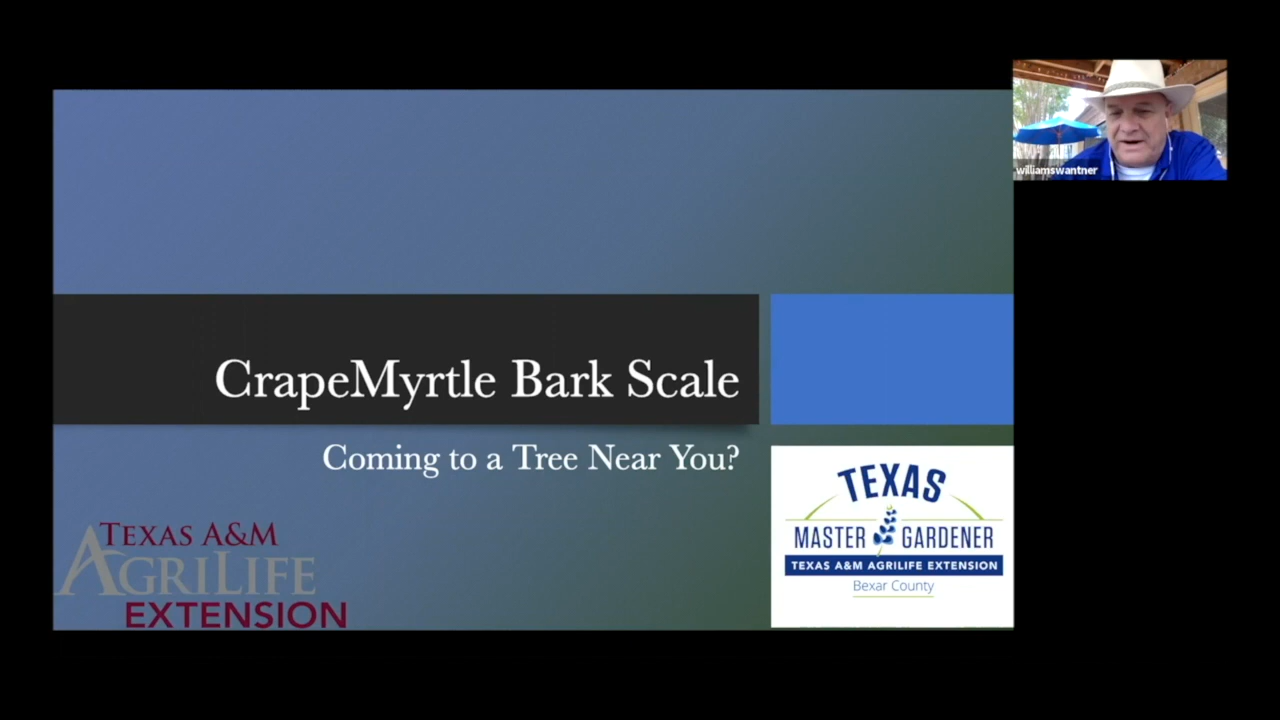 williamswantner
CrapeMyrtle Bark Scale
Coming to a Tree Near You?
TEXAS A&M
AGRILIFE
EXTENSION
TEXAS
MASTER GARDENER
TEXAS A&M AGRILIFE EXTENSION
Bexar County